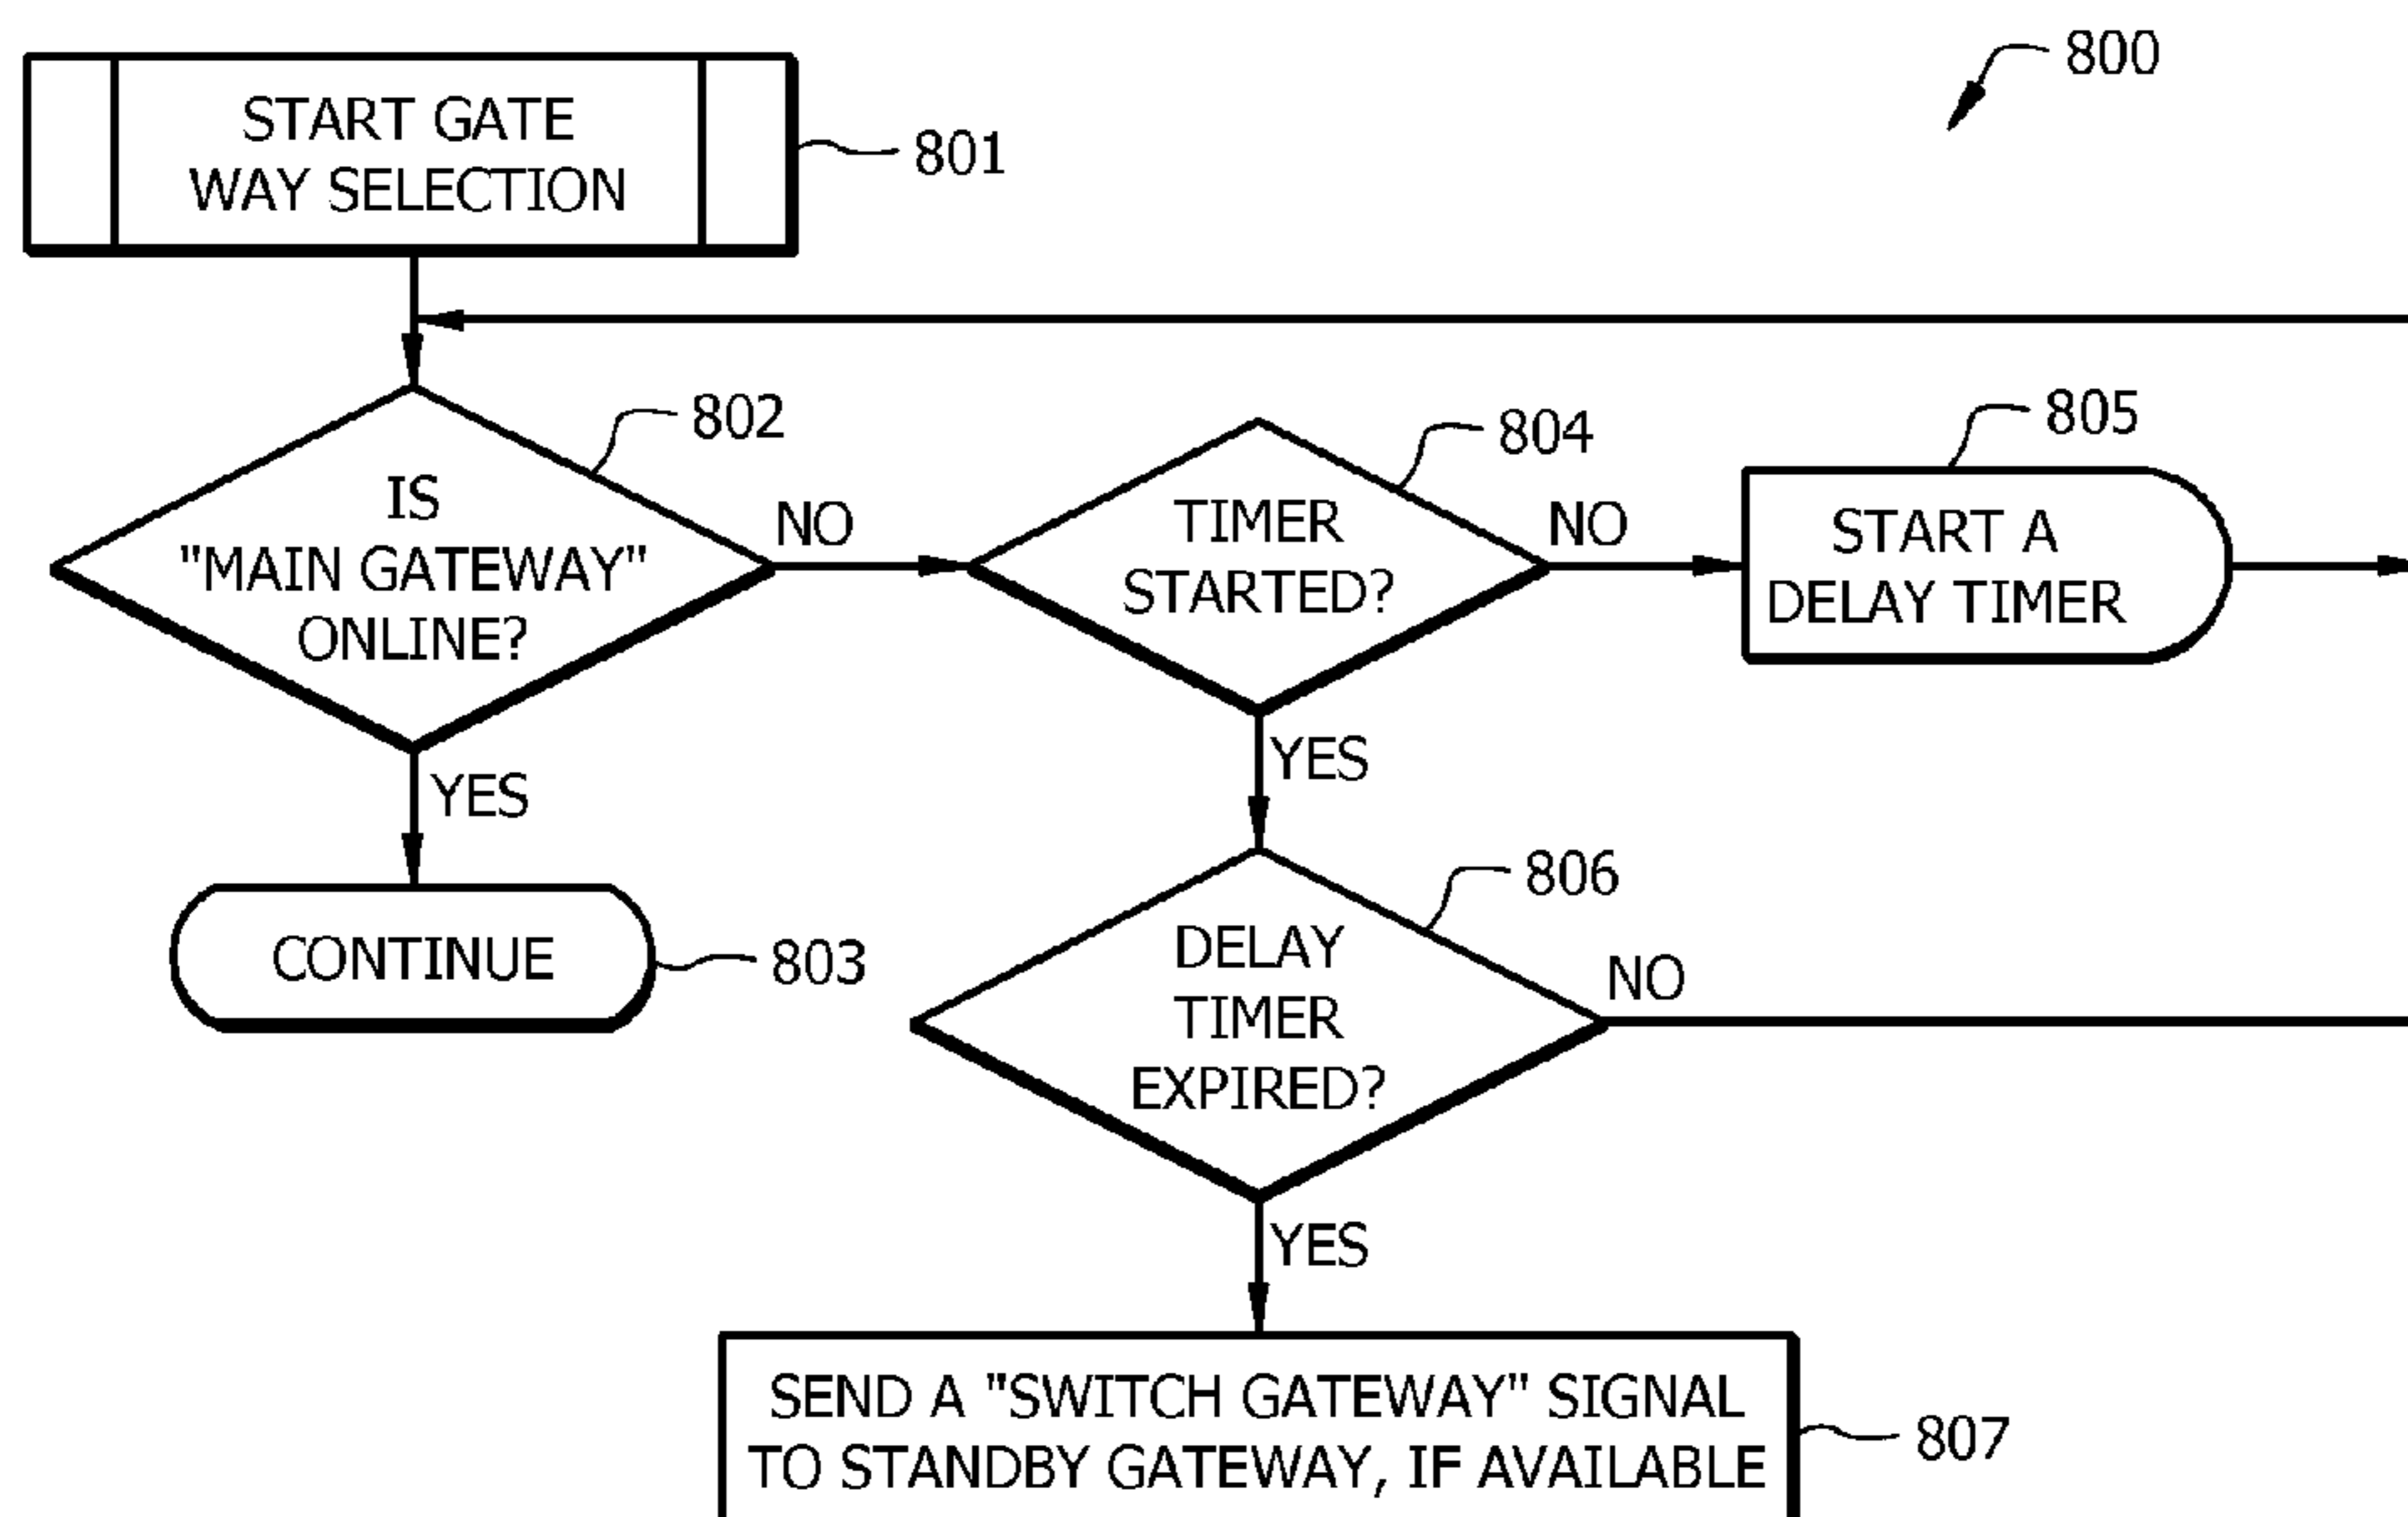 800
START GATE
WAY SELECTION
801
802
IS
"MAIN GATEWAY"
ONLINE?
NO
YES
CONTINUE
803
804
TIMER
STARTED?
NO
YES
805
START A
DELAY TIMER
806
DELAY
TIMER
EXPIRED?
NO
YES
SEND A "SWITCH GATEWAY" SIGNAL
TO STANDBY GATEWAY, IF AVAILABLE
807